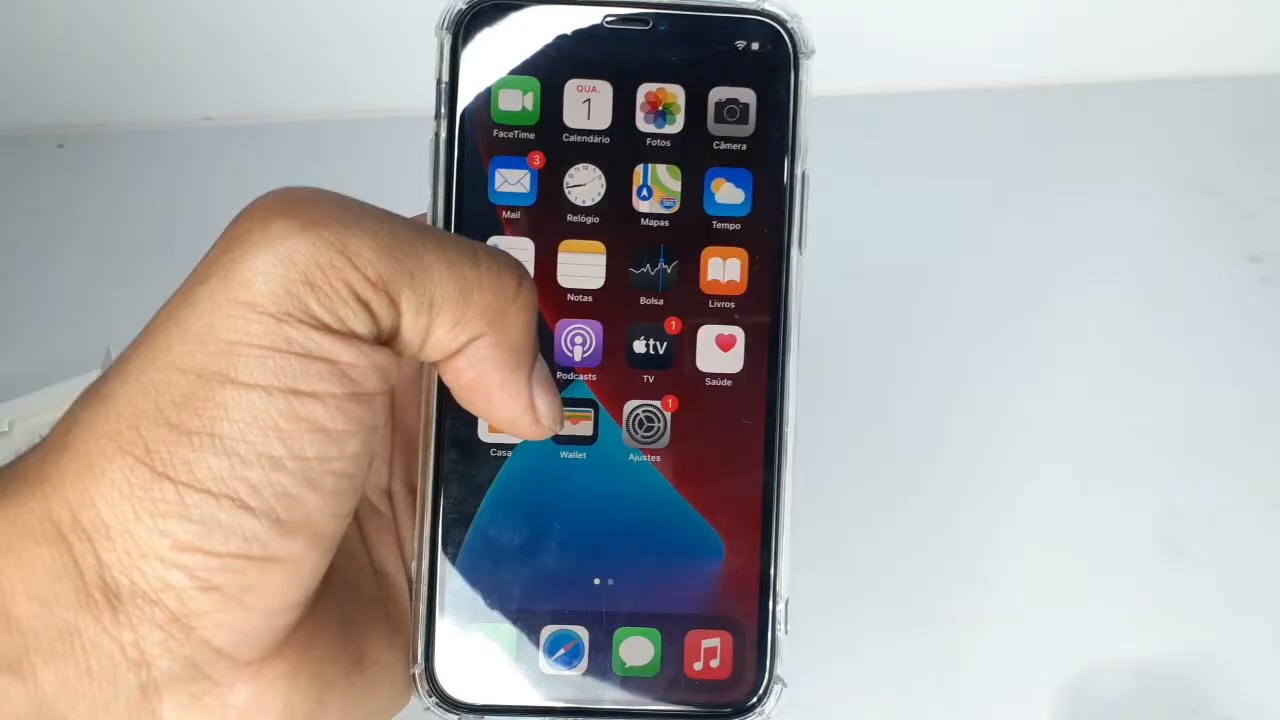 QUA.
1
FaceTime
Calendário
Fotos
Câmera
3
Mail
Relógio
Mapas
Tempo
280
Notas
Bolsa
Livros
1
tv
Podcasts
TV
Saúde
1
Casa
Wallet
Ajustes